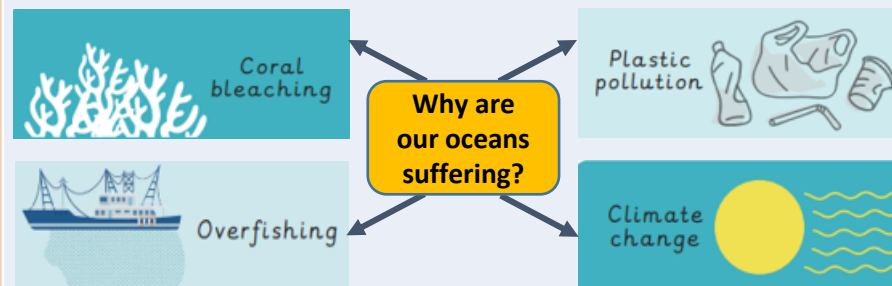 Coral
bleaching
Why are
our oceans
suffering?
Plastic
pollution
Overfishing
Climate
change